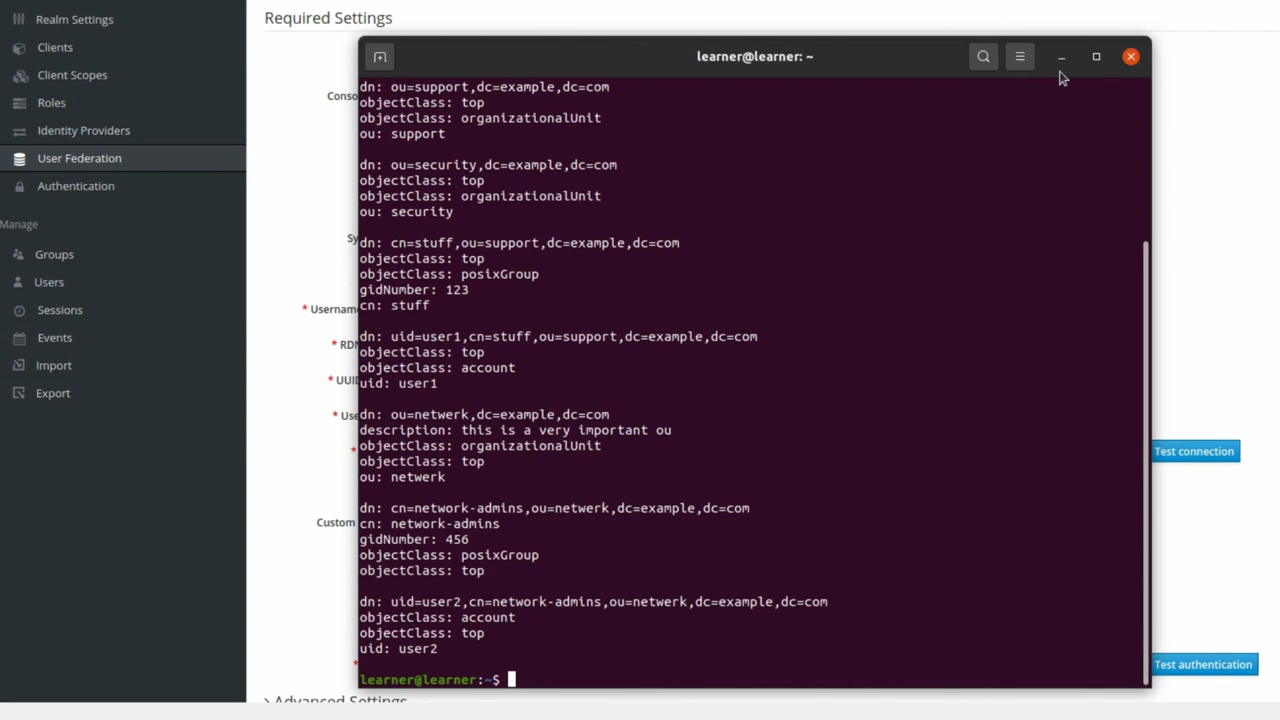 Realm Settings
Clients
Client Scopes
Roles
Identity Providers
User Federation
Authentication
Manage
Groups
Users
Sessions
Events
Import
Export
Required Settings
Conso
Sy
* Username
* RDN
* UUID
* Use
*
Custom
*
Advanced Settings
Test connection
Test authentication
learner@learner: ~
dn: ou=support,dc=example,dc=com
objectClass: top
objectClass: organizationalUnit
ou: support
dn: ou=security,dc=example,dc=com
objectClass: top
objectClass: organizationalUnit
ou: security
dn: cn=stuff,ou=support,dc=example,dc=com
objectClass: top
objectClass: posixGroup
gidNumber: 123
cn: stuff
dn: uid=user1,cn=stuff,ou=support,dc=example,dc=com
objectClass: top
objectClass: account
uid: user1
dn: ou=netwerk,dc=example,dc=com
description: this is a very important ou
objectClass: organizationalUnit
objectClass: top
ou: netwerk
dn: cn=network-admins,ou=netwerk,dc=example,dc=com
cn: network-admins
gidNumber: 456
objectClass: posixGroup
objectClass: top
dn: uid=user2,cn=network-admins,ou=netwerk,dc=example,dc=com
objectClass: account
objectClass: top
uid: user2
learner@learner:~$